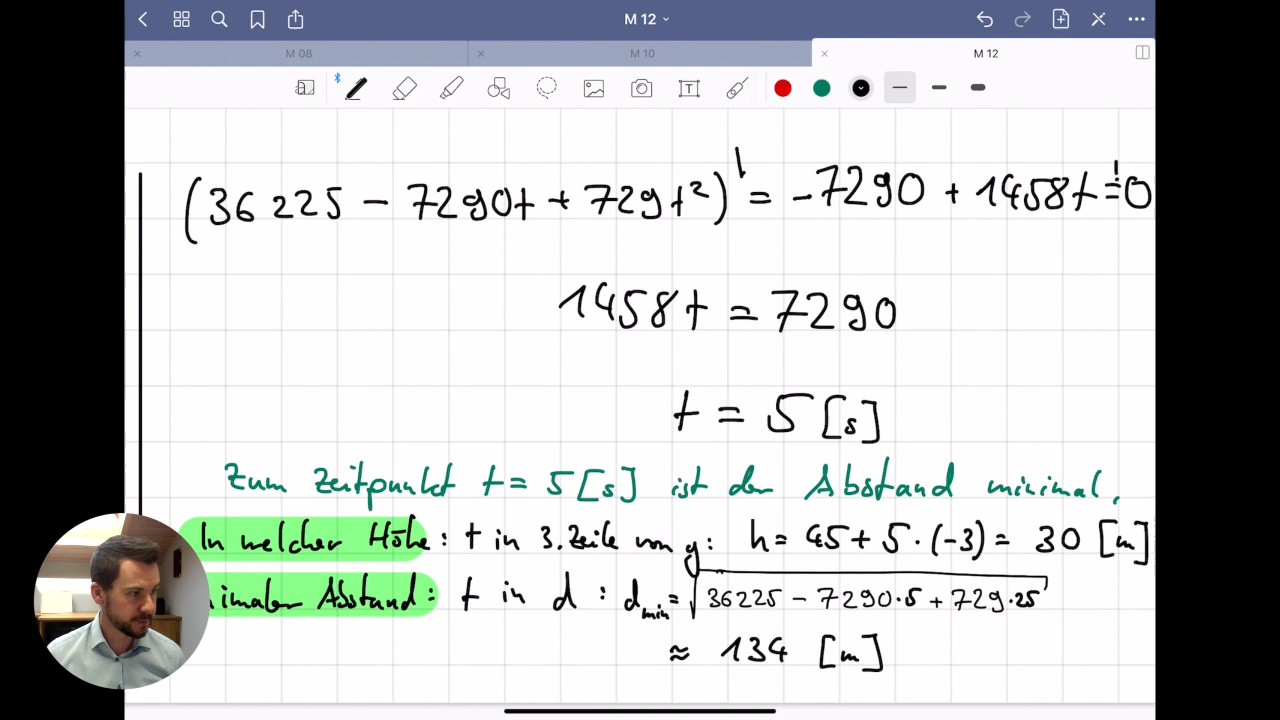 M 12
M 08
M 10
M 12
T
(36225 - 7290t + 729t²)' = -7290 + 1458t != 0
1458t = 7290
t = 5 [s]
Zum Zeitpunkt t = 5 [s] ist der Abstand minimal.
In welcher Höhe: t in 3. Zeile von g: h = 45 + 5 · (-3) = 30 [m]
imaler Abstand: t in d : dmin = √36225 - 7290·5 + 729·25
≈ 134 [m]